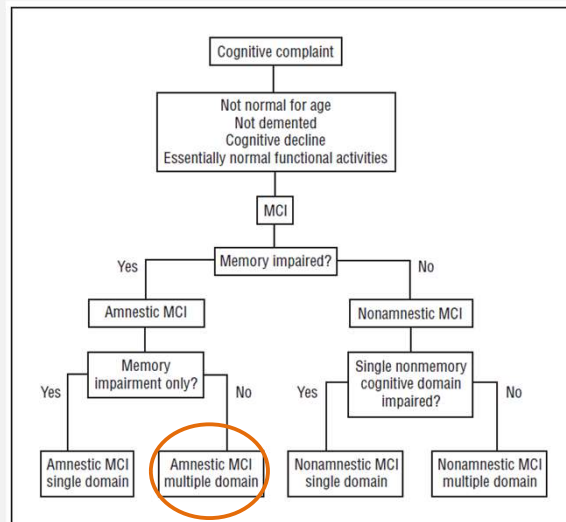 Cognitive complaint
Not normal for age
Not demented
Cognitive decline
Essentially normal functional activities
MCI
Memory impaired?
Yes
No
Amnestic MCI
Nonamnestic MCI
Memory
impairment only?
Yes
No
Single nonmemory
cognitive domain
impaired?
Yes
No
Amnestic MCI
single domain
Amnestic MCI
multiple domain
Nonamnestic MCI
single domain
Nonamnestic MCI
multiple domain